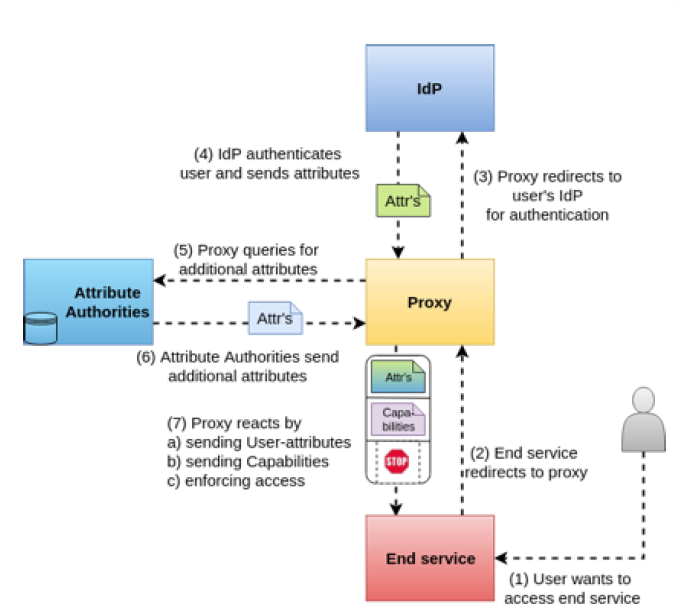 IdP
(4) IdP authenticates
user and sends attributes
(3) Proxy redirects to
user's IdP
for authentication
Attr's
(5) Proxy queries for
additional attributes
Attribute
Authorities
Proxy
Attr's
(6) Attribute Authorities send
additional attributes
Attr's
Capa-
bilities
STOP
(7) Proxy reacts by
a) sending User-attributes
b) sending Capabilities
c) enforcing access
(2) End service
redirects to proxy
End service
(1) User wants to
access end service